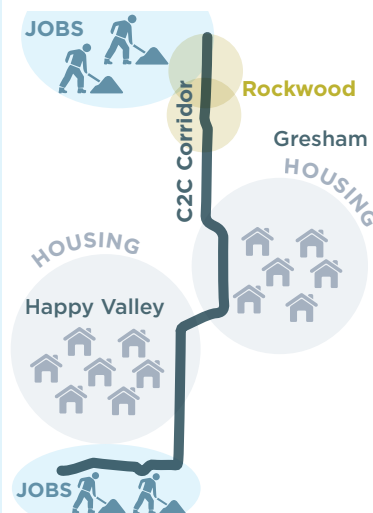 JOBS
Rockwood
C2C Corridor
Gresham
HOUSING
HOUSING
Happy Valley
JOBS